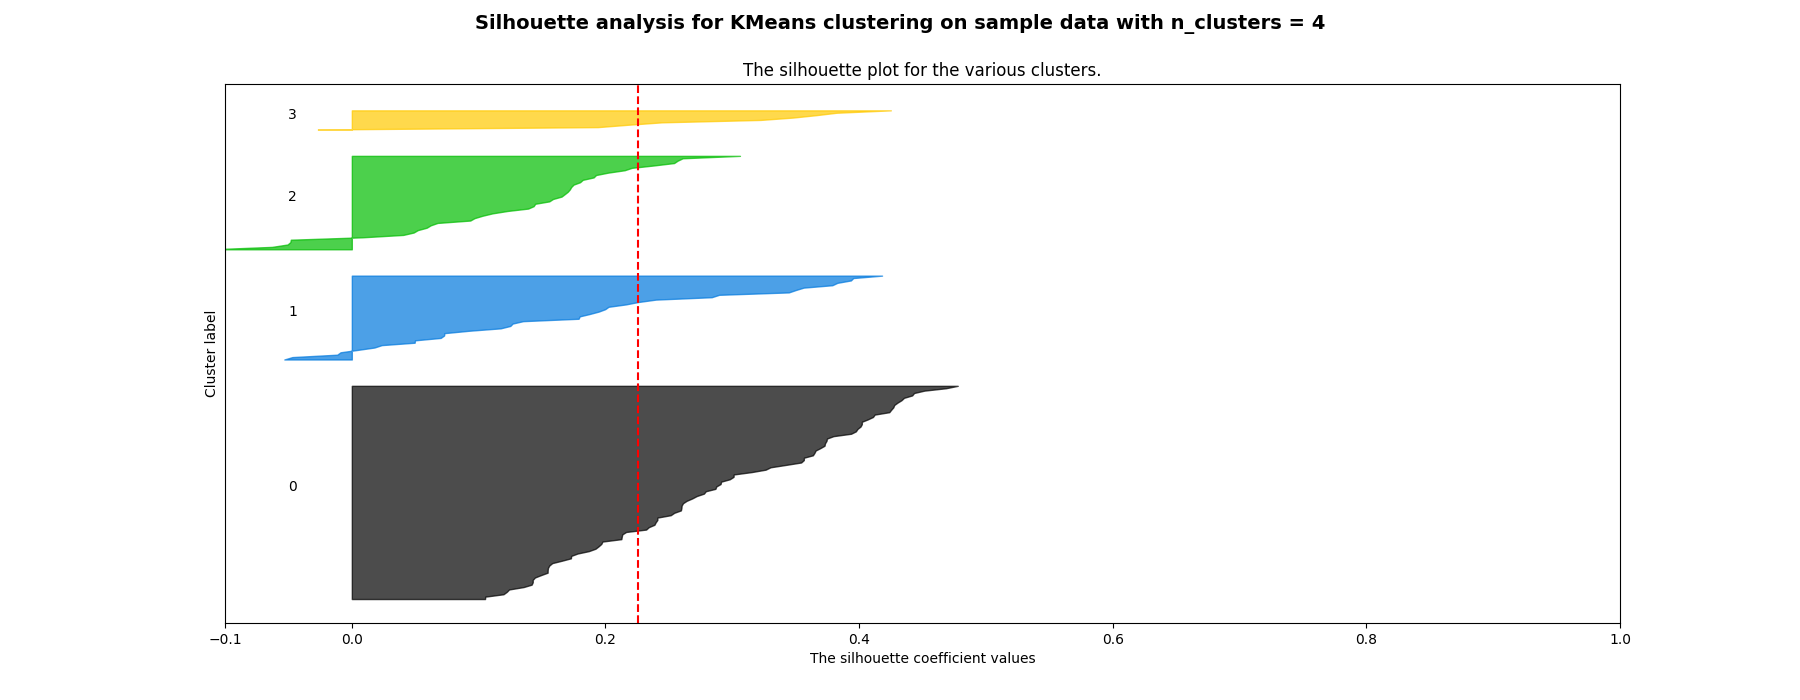 Silhouette analysis for KMeans clustering on sample data with n_clusters = 4
The silhouette plot for the various clusters.
3
2
1
0
Cluster label
−0.1 0.0 0.2 0.4 0.6 0.8 1.0
The silhouette coefficient values